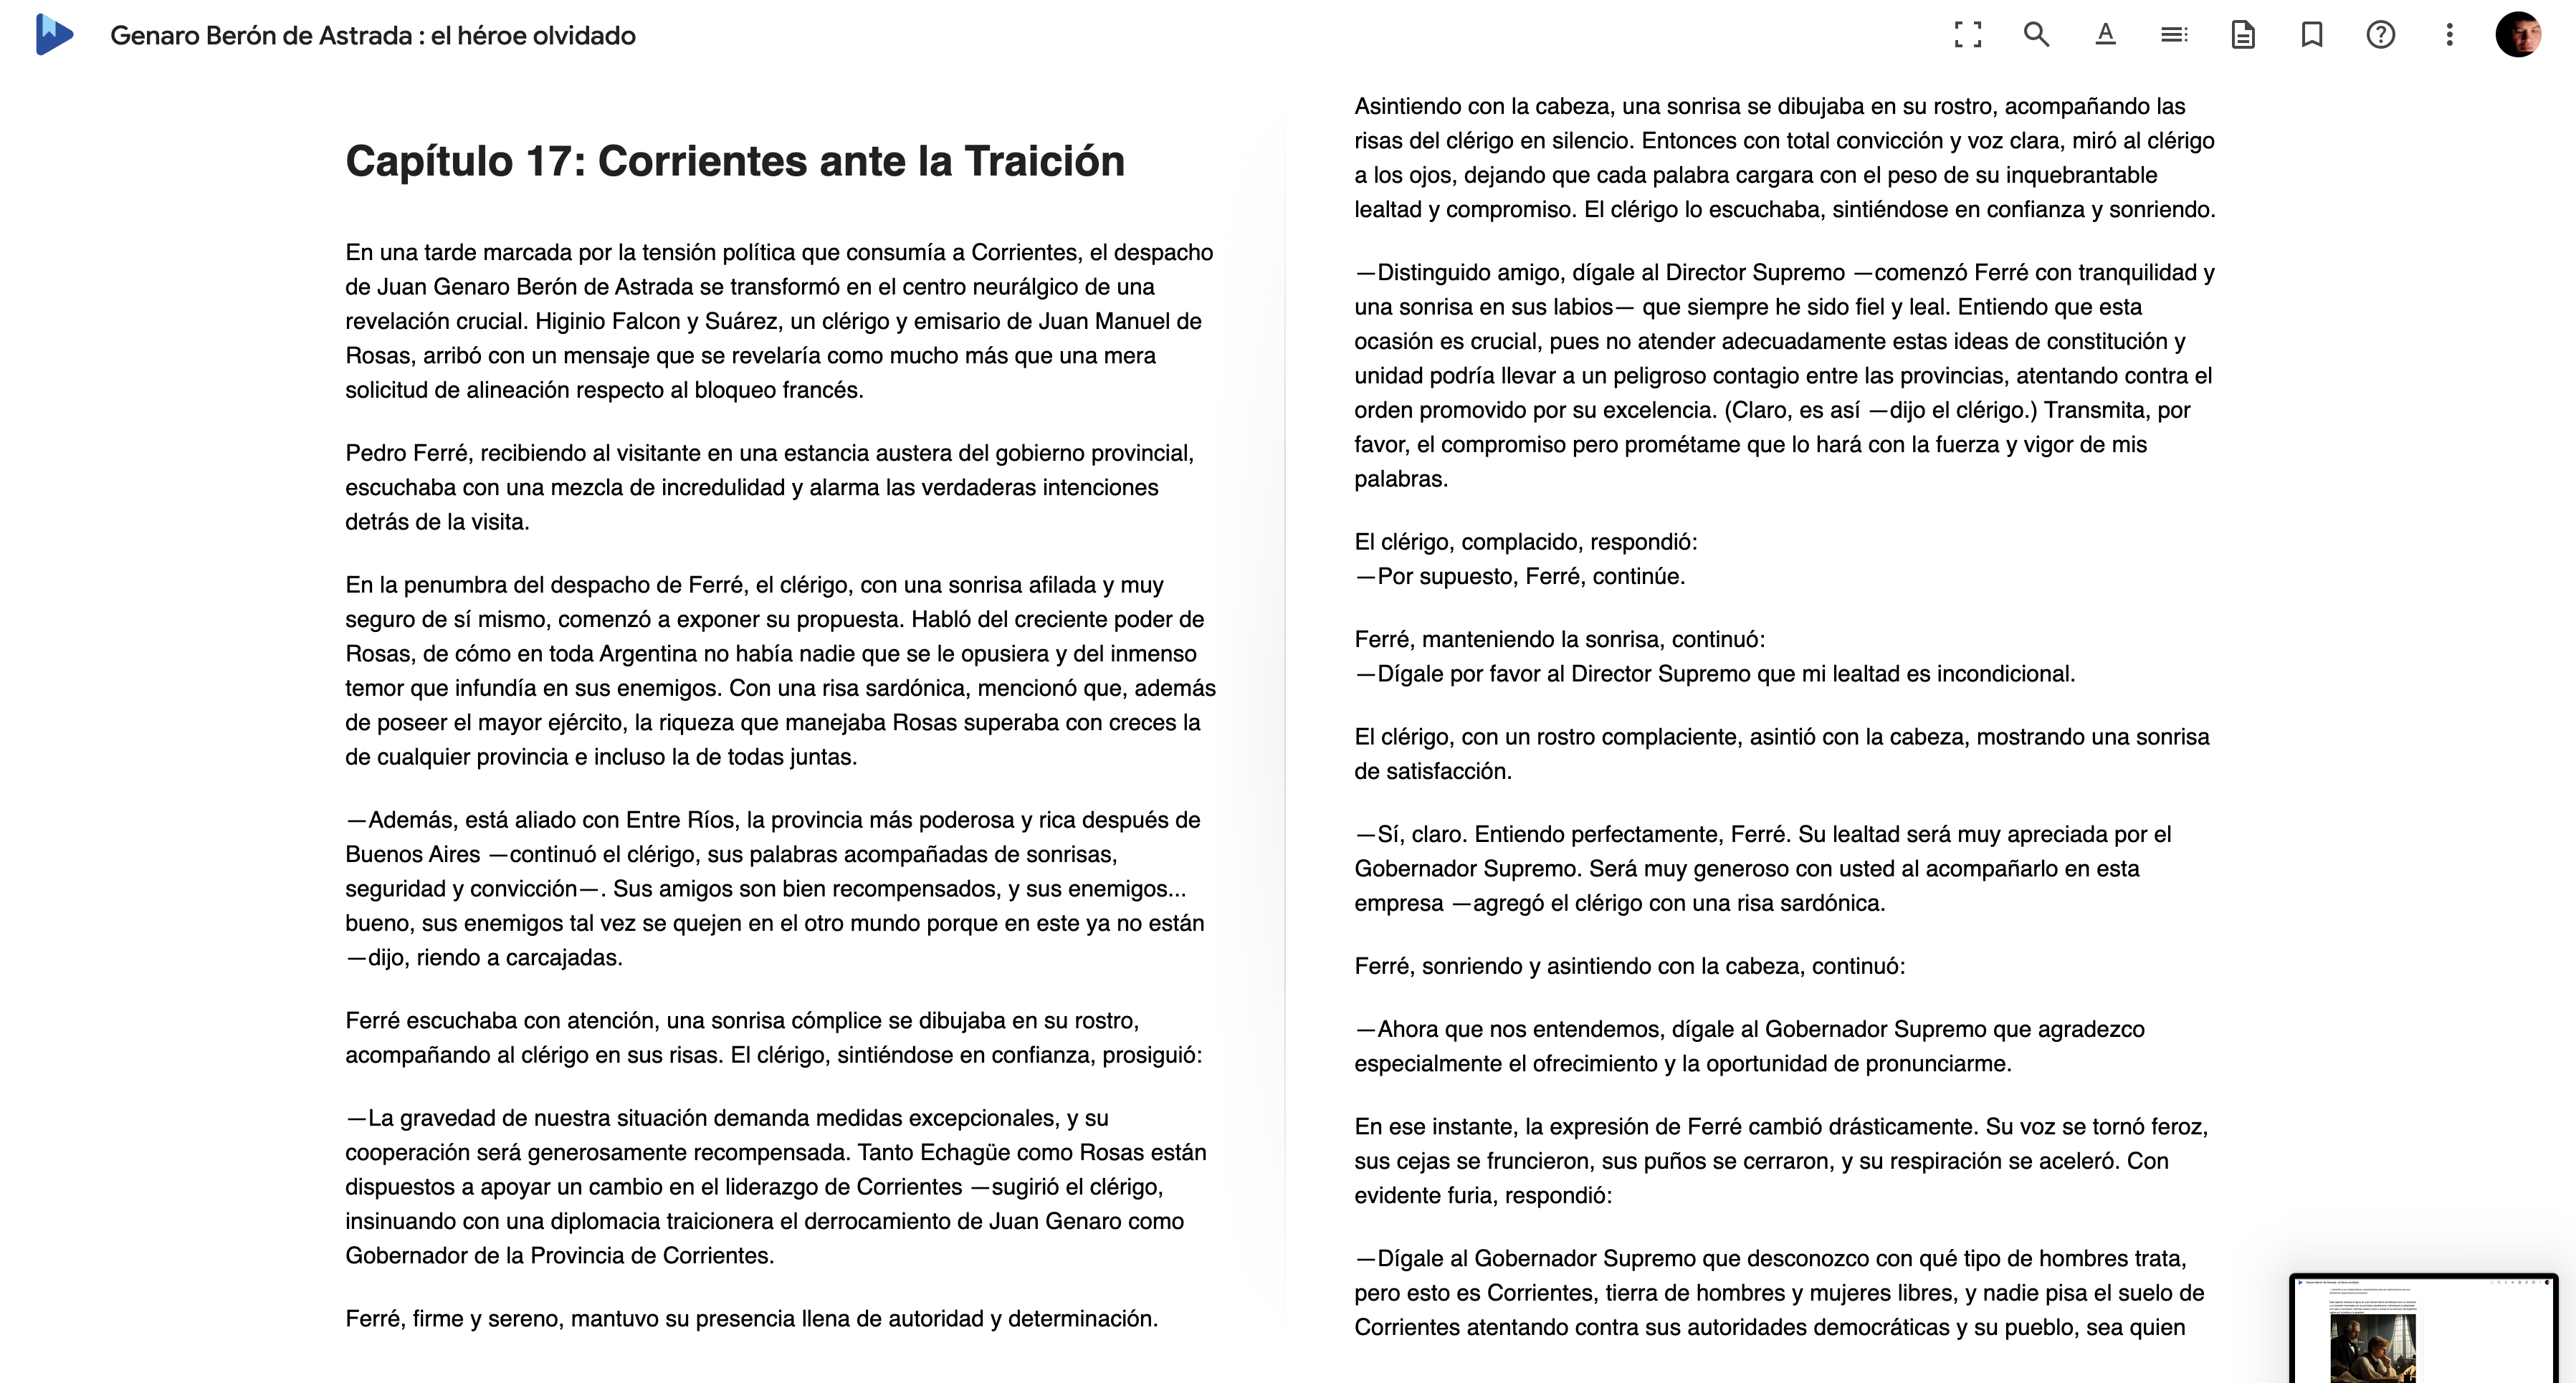 Genaro Berón de Astrada : el héroe olvidado
Capítulo 17: Corrientes ante la Traición
En una tarde marcada por la tensión política que consumía a Corrientes, el despacho
de Juan Genaro Berón de Astrada se transformó en el centro neurálgico de una
revelación crucial. Higinio Falcon y Suárez, un clérigo y emisario de Juan Manuel de
Rosas, arribó con un mensaje que se revelaría como mucho más que una mera
solicitud de alineación respecto al bloqueo francés.
Pedro Ferré, recibiendo al visitante en una estancia austera del gobierno provincial,
escuchaba con una mezcla de incredulidad y alarma las verdaderas intenciones
detrás de la visita.
En la penumbra del despacho de Ferré, el clérigo, con una sonrisa afilada y muy
seguro de sí mismo, comenzó a exponer su propuesta. Habló del creciente poder de
Rosas, de cómo en toda Argentina no había nadie que se le opusiera y del inmenso
temor que infundía en sus enemigos. Con una risa sardónica, mencionó que, además
de poseer el mayor ejército, la riqueza que manejaba Rosas superaba con creces la
de cualquier provincia e incluso la de todas juntas.
—Además, está aliado con Entre Ríos, la provincia más poderosa y rica después de
Buenos Aires —continuó el clérigo, sus palabras acompañadas de sonrisas,
seguridad y convicción—. Sus amigos son bien recompensados, y sus enemigos...
bueno, sus enemigos tal vez se quejen en el otro mundo porque en este ya no están
—dijo, riendo a carcajadas.
Ferré escuchaba con atención, una sonrisa cómplice se dibujaba en su rostro,
acompañando al clérigo en sus risas. El clérigo, sintiéndose en confianza, prosiguió:
—La gravedad de nuestra situación demanda medidas excepcionales, y su
cooperación será generosamente recompensada. Tanto Echagüe como Rosas están
dispuestos a apoyar un cambio en el liderazgo de Corrientes —sugirió el clérigo,
insinuando con una diplomacia traicionera el derrocamiento de Juan Genaro como
Gobernador de la Provincia de Corrientes.
Ferré, firme y sereno, mantuvo su presencia llena de autoridad y determinación.
Asintiendo con la cabeza, una sonrisa se dibujaba en su rostro, acompañando las
risas del clérigo en silencio. Entonces con total convicción y voz clara, miró al clérigo
a los ojos, dejando que cada palabra cargara con el peso de su inquebrantable
lealtad y compromiso. El clérigo lo escuchaba, sintiéndose en confianza y sonriendo.
—Distinguido amigo, dígale al Director Supremo —comenzó Ferré con tranquilidad y
una sonrisa en sus labios— que siempre he sido fiel y leal. Entiendo que esta
ocasión es crucial, pues no atender adecuadamente estas ideas de constitución y
unidad podría llevar a un peligroso contagio entre las provincias, atentando contra el
orden promovido por su excelencia. (Claro, es así —dijo el clérigo.) Transmita, por
favor, el compromiso pero prométame que lo hará con la fuerza y vigor de mis
palabras.
El clérigo, complacido, respondió:
—Por supuesto, Ferré, continúe.
Ferré, manteniendo la sonrisa, continuó:
—Dígale por favor al Director Supremo que mi lealtad es incondicional.
El clérigo, con un rostro complaciente, asintió con la cabeza, mostrando una sonrisa
de satisfacción.
—Sí, claro. Entiendo perfectamente, Ferré. Su lealtad será muy apreciada por el
Gobernador Supremo. Será muy generoso con usted al acompañarlo en esta
empresa —agregó el clérigo con una risa sardónica.
Ferré, sonriendo y asintiendo con la cabeza, continuó:
—Ahora que nos entendemos, dígale al Gobernador Supremo que agradezco
especialmente el ofrecimiento y la oportunidad de pronunciarme.
En ese instante, la expresión de Ferré cambió drásticamente. Su voz se tornó feroz,
sus cejas se fruncieron, sus puños se cerraron, y su respiración se aceleró. Con
evidente furia, respondió:
—Dígale al Gobernador Supremo que desconozco con qué tipo de hombres trata,
pero esto es Corrientes, tierra de hombres y mujeres libres, y nadie pisa el suelo de
Corrientes atentando contra sus autoridades democráticas y su pueblo, sea quien